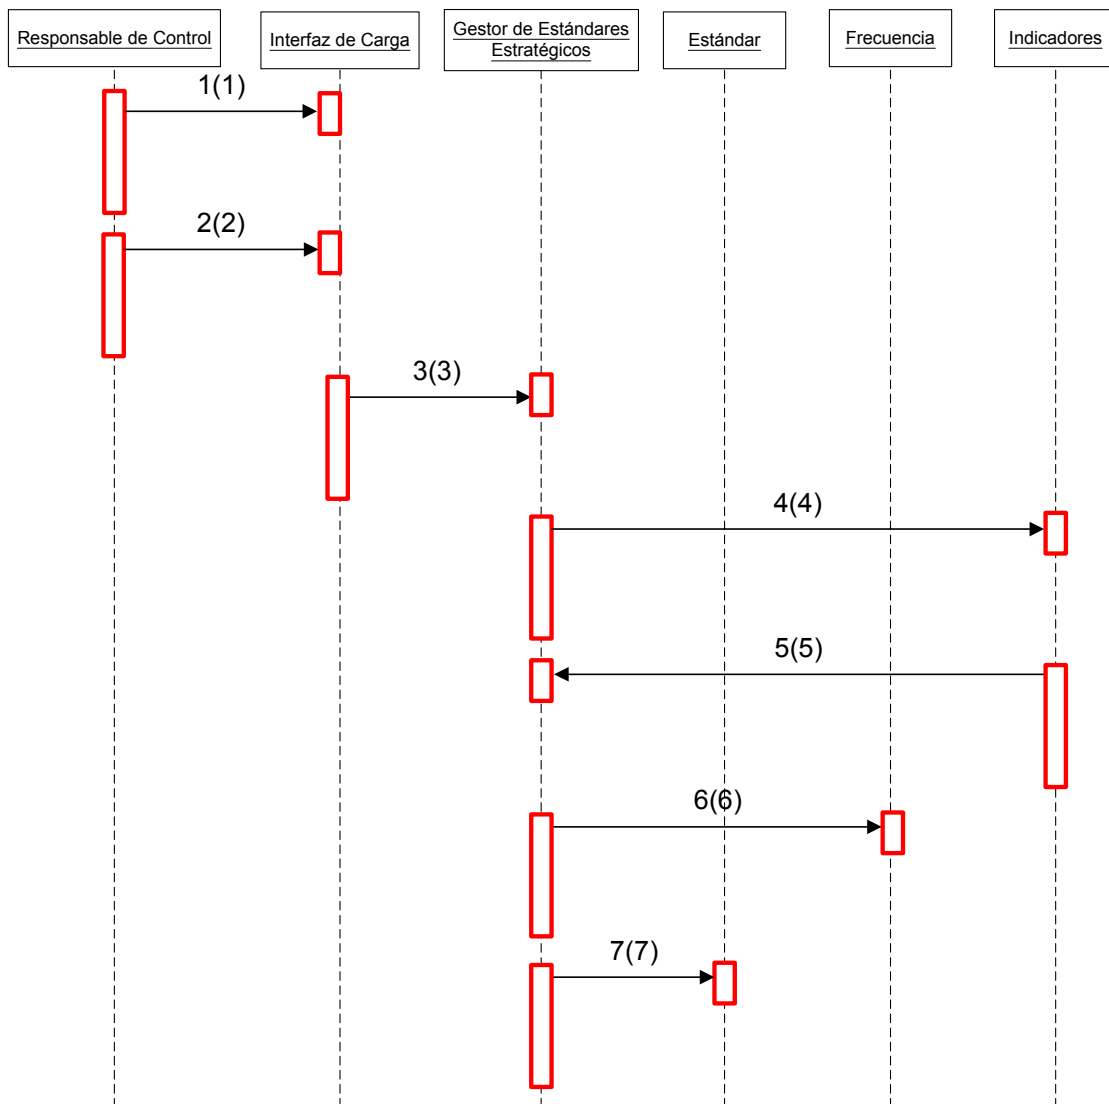 Responsable de Control
Interfaz de Carga
Gestor de Estándares
Estratégicos
Estándar
Frecuencia
Indicadores
1(1)
2(2)
3(3)
4(4)
5(5)
6(6)
7(7)